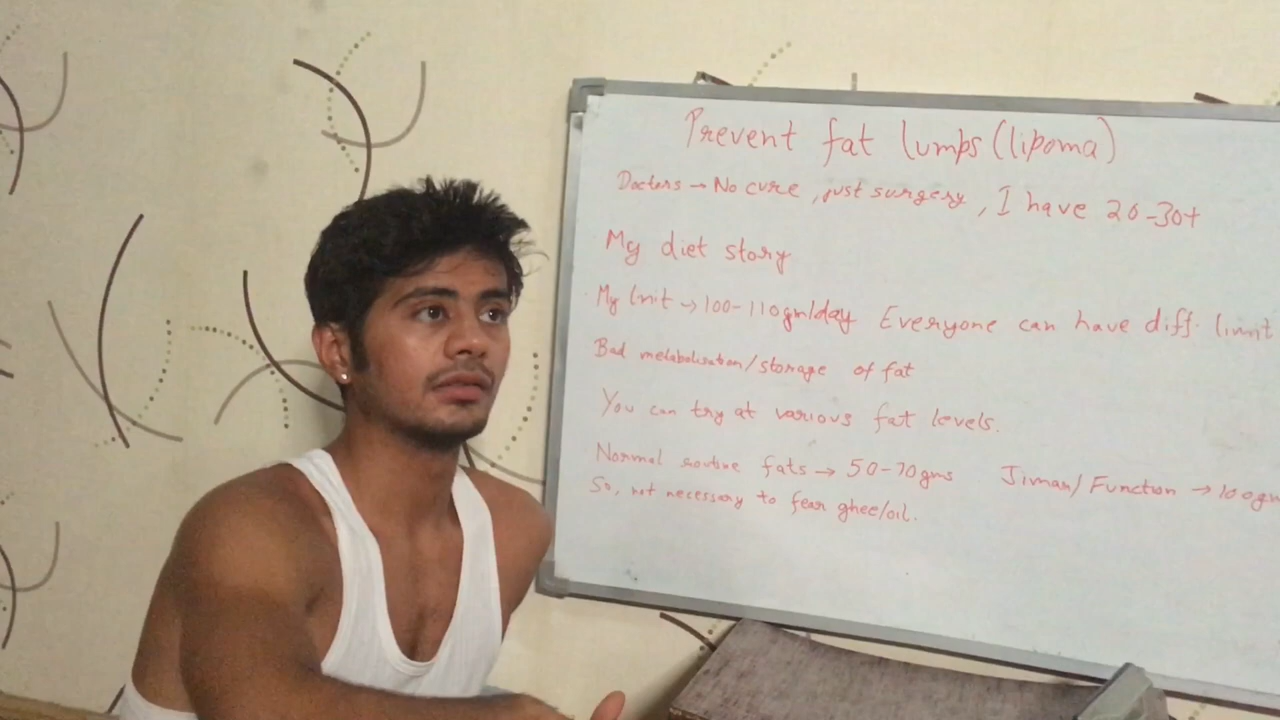 Prevent fat lumps (lipoma)
Doctors → No cure, just surgery, I have 20-30+
My diet story
My limit → 100-110gm/day Everyone can have diff. limit
Bad metabolisation/storage of fat
You can try at various fat levels.
Normal routine fats → 50-70gms Jiman/Function → 100gm
So, not necessary to fear ghee/oil.